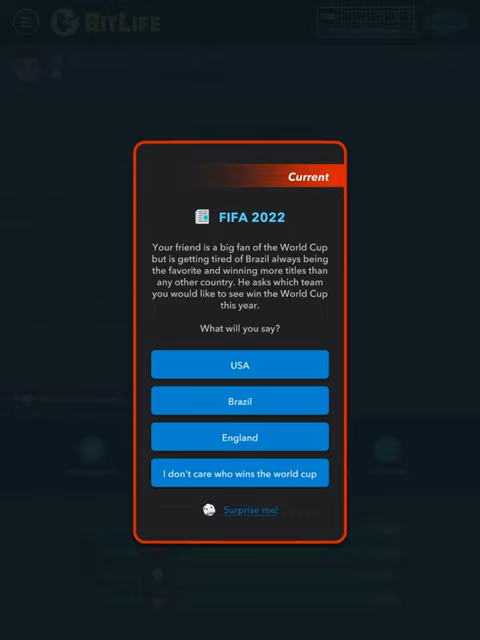 BITLIFE
Current
FIFA 2022
Your friend is a big fan of the World Cup
but is getting tired of Brazil always being
the favorite and winning more titles than
any other country. He asks which team
you would like to see win the World Cup
this year.
What will you say?
USA
Brazil
England
I don't care who wins the world cup
Surprise me!